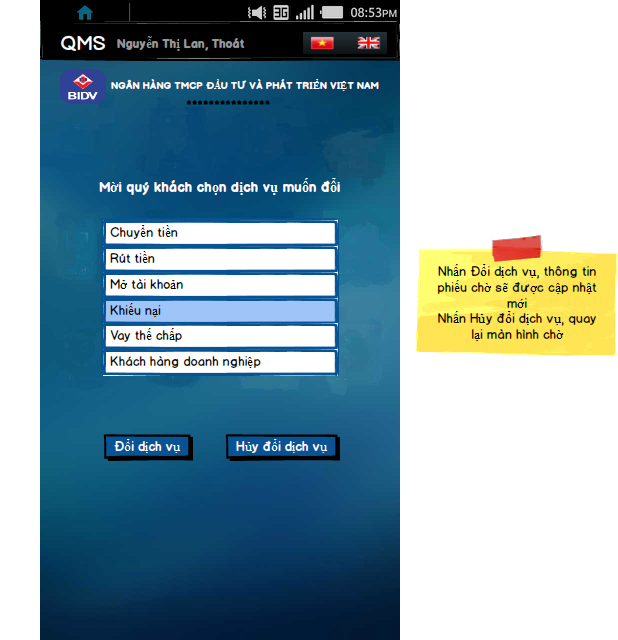 3G 08:53PM
QMS Nguyễn Thị Lan, Thoát
BIDV
NGÂN HÀNG TMCP ĐẦU TƯ VÀ PHÁT TRIỂN VIỆT NAM
Mời quý khách chọn dịch vụ muốn đổi
Chuyển tiền
Rút tiền
Mở tài khoản
Khiếu nại
Vay thế chấp
Khách hàng doanh nghiệp
Đổi dịch vụ
Hủy đổi dịch vụ
Nhấn Đổi dịch vụ, thông tin
phiếu chờ sẽ được cập nhật
mới
Nhấn Hủy đổi dịch vụ, quay
lại màn hình chờ